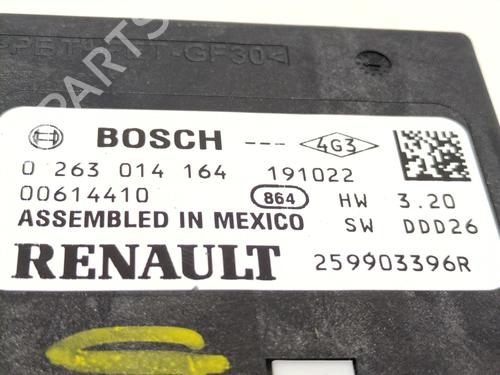 GF30<
BOSCH --- 4G3
0 263 014 164 191022
00614410 864 HW 3.20
ASSEMBLED IN MEXICO SW DDD26
RENAULT 259903396R